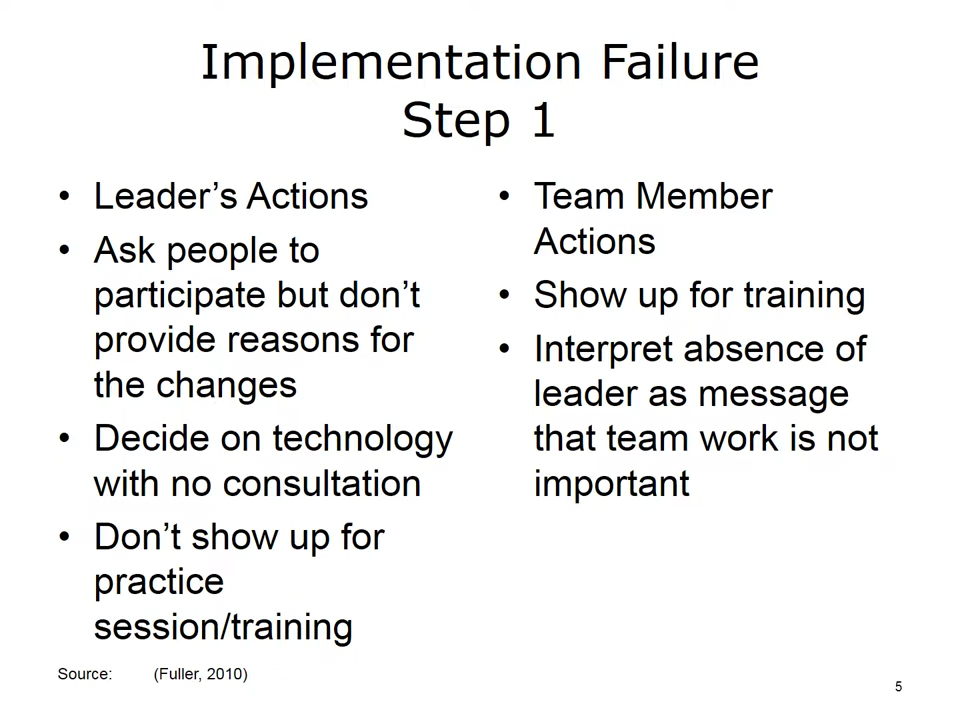 Implementation Failure
Step 1
• Leader’s Actions
• Ask people to
participate but don’t
provide reasons for
the changes
• Decide on technology
with no consultation
• Don’t show up for
practice
session/training
• Team Member
Actions
• Show up for training
• Interpret absence of
leader as message
that team work is not
important
Source: (Fuller, 2010)
5